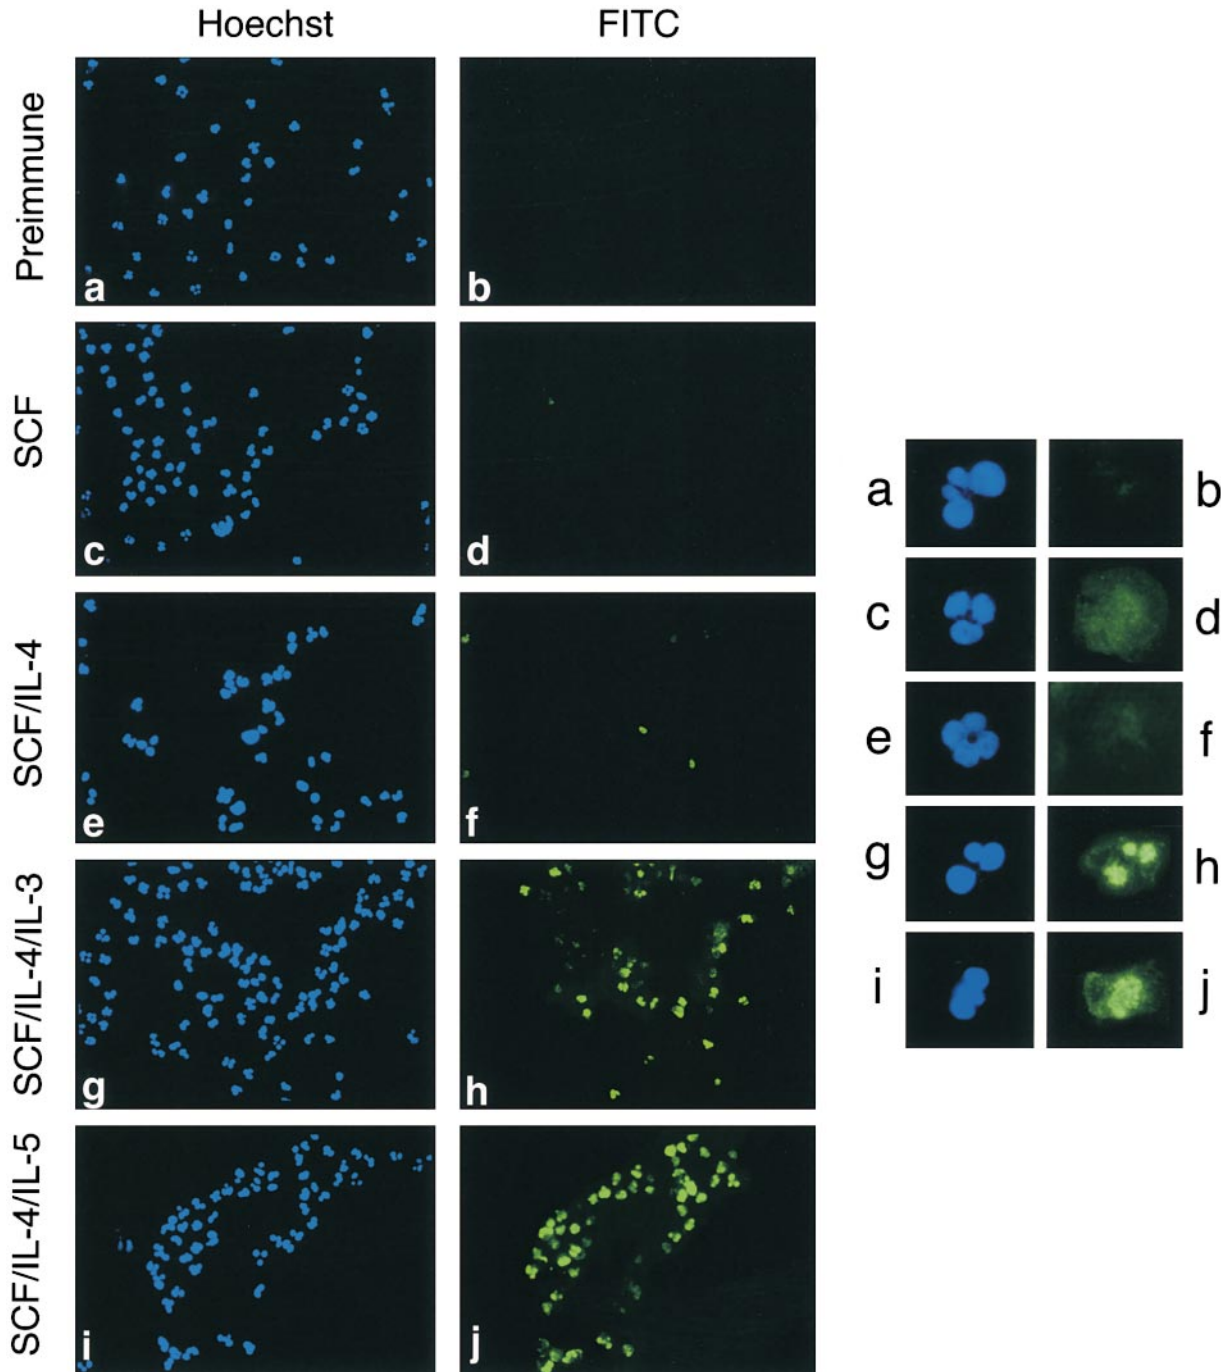 Hoechst FITC
Preimmune
a b
SCF
c d
SCF/IL-4
e f
SCF/IL-4/IL-3
g h
SCF/IL-4/IL-5
i j
a b
c d
e f
g h
i j